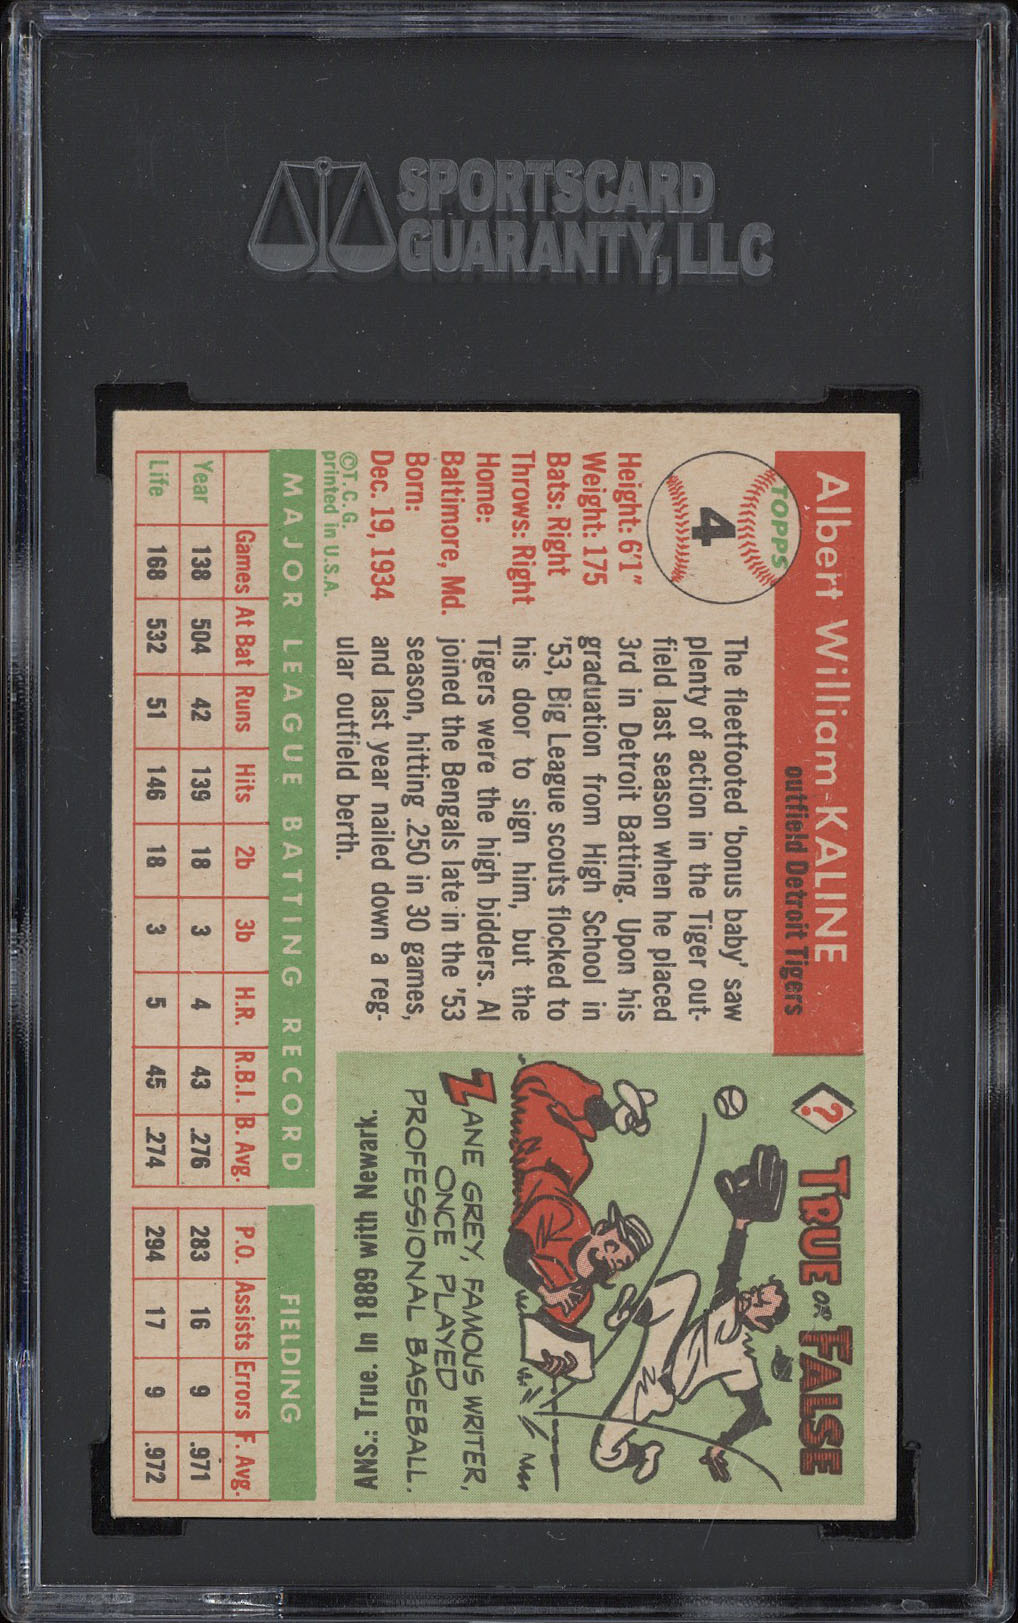 SPORTSCARD
GUARANTY, LLC
Albert William-KALINE
outfield Detroit Tigers
TOPPS
4
Height: 6'1"
Weight: 175
Bats: Right
Throws: Right
Home:
Baltimore, Md.
Born:
Dec. 19, 1934
©T.C.G.
printed in U.S.A.
The fleetfooted 'bonus baby' saw
plenty of action in the Tiger out-
field last season when he placed
3rd in Detroit Batting. Upon his
graduation from High School in
'53, Big League scouts flocked to
his door to sign him, but the
Tigers were the high bidders. Al
joined the Bengals late in the '53
season, hitting .250 in 30 games,
and last year nailed down a reg-
ular outfield berth.
? TRUE OR FALSE
ZANE GREY, FAMOUS WRITER,
ONCE PLAYED
PROFESSIONAL BASEBALL.
ANS.: True. In 1889 with Newark.
MAJOR LEAGUE BATTING RECORD FIELDING
Games At Bat Runs Hits 2b 3b H.R. R.B.I. B. Avg. P.O. Assists Errors F. Avg.
Year 138 504 42 139 18 3 4 43 .276 283 16 9 .971
Life 168 532 51 146 18 3 5 45 .274 294 17 9 .972